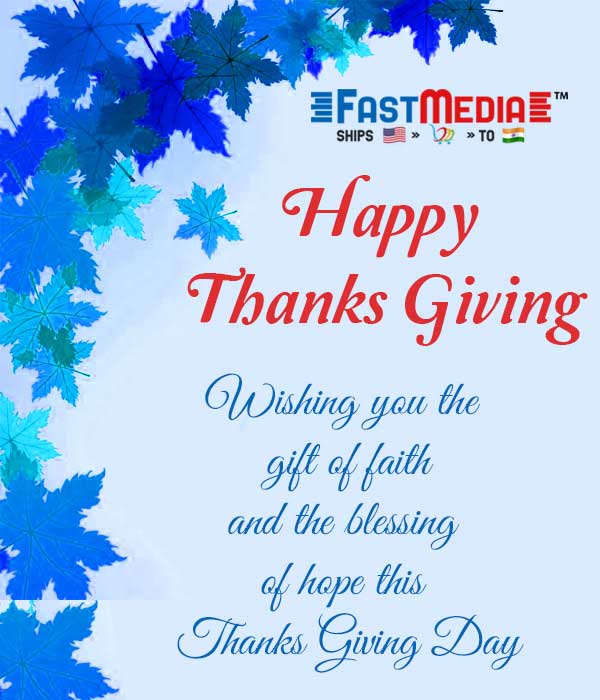 FASTMEDIA™
SHIPS » » TO
Happy
Thanks Giving
Wishing you the
gift of faith
and the blessing
of hope this
Thanks Giving Day